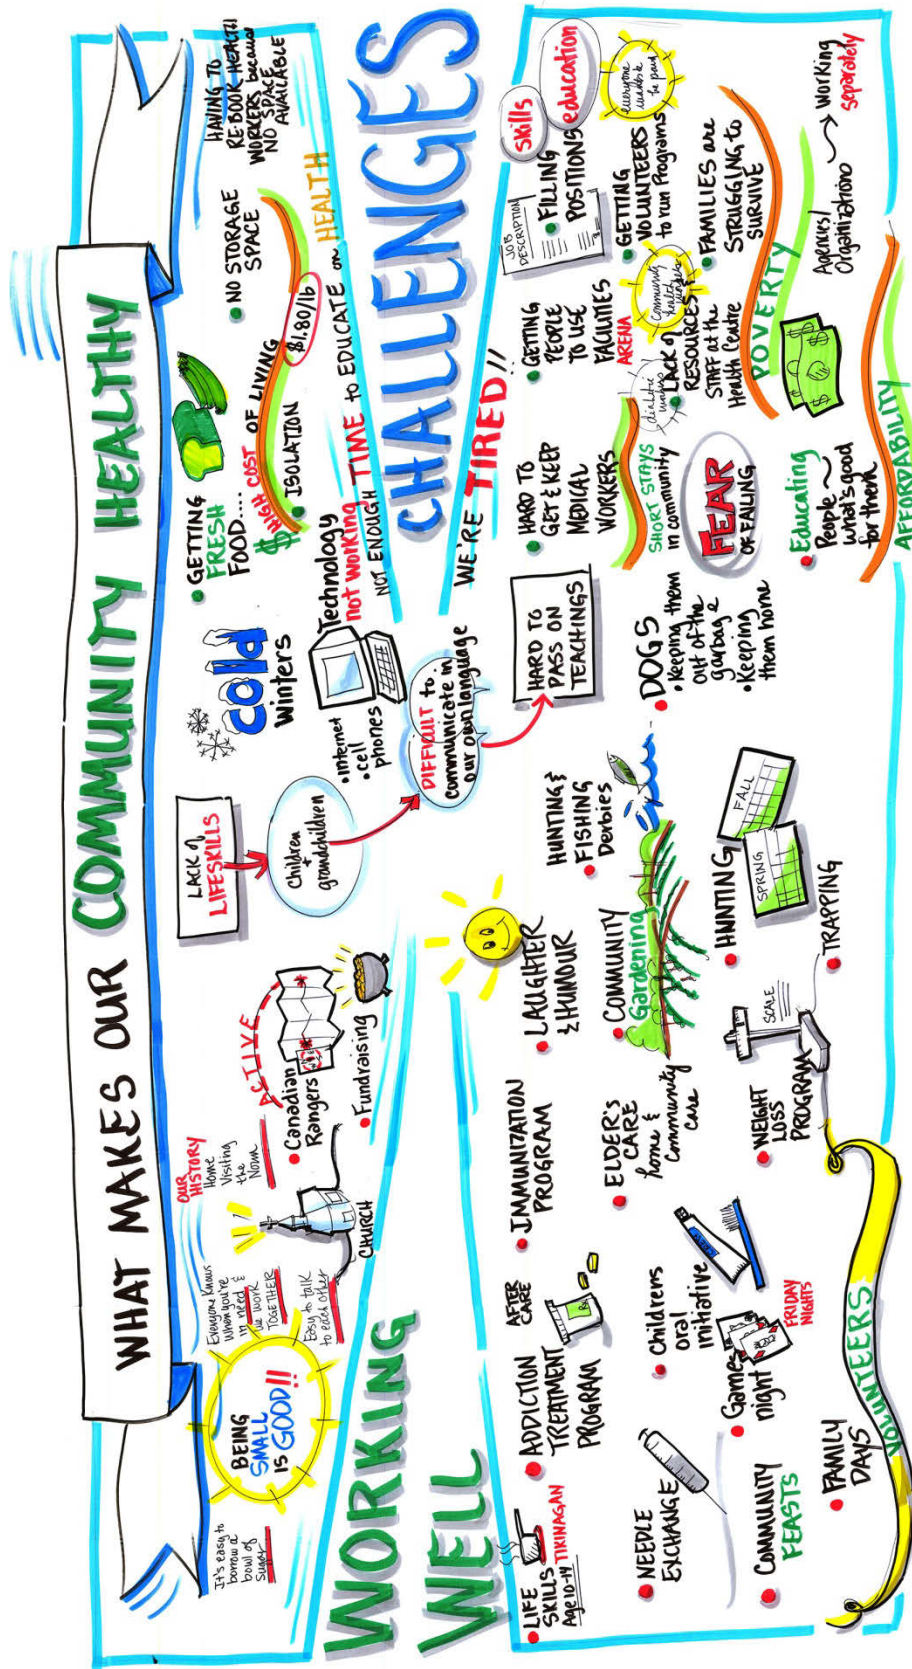 WHAT MAKES OUR COMMUNITY HEALTHY
It's easy to
borrow a
bowl of
sugar
BEING
SMALL
IS GOOD!!
Everyone knows
when you're
in need &
we work
TOGETHER
Easy to talk
to each other
CHURCH
OUR
HISTORY
Home
Visiting
the
ACTIVE
Canadian
Rangers
Fundraising
WORKING
WELL
LIFE
SKILLS TIKINAGAN
Age 10-14
ADDICTION
TREATMENT
PROGRAM
AFTER
CARE
IMMUNIZATION
PROGRAM
LAUGHTER
& HUMOUR
HUNTING &
FISHING
Derbies
NEEDLE
EXCHANGE
Childrens
oral
initiative
ELDER'S
CARE
home &
Community
Care
COMMUNITY
Gardening
COMMUNITY
FEASTS
Games
night
FRIDAY
NIGHTS
WEIGHT
LOSS
PROGRAM
SCALE
HNNTING
SPRING
FALL
TRAPPING
FAMILY
DAYS
VOLUNTEERS
LACK of
LIFESKILLS
Children
+
grandchildren
DIFFICULT to
communicate in
our own language
HARD TO
PASS ON
TEACHINGS
Cold
Winters
Technology
not working
• internet
• cell
phones
GETTING
FRESH
FOOD...
$ HIGH COST OF LIVING
$1.80/lb
ISOLATION
NO STORAGE
SPACE
HAVING TO
RE-BOOK HEALTH
WORKERS because
NO SPACE
AVAILABLE
NOT ENOUGH TIME to EDUCATE on HEALTH
CHALLENGES
WE'RE TIRED!!
HARD TO
GET & KEEP
MEDICAL
WORKERS
SHORT STAYS
in community
GETTING
PEOPLE
TO USE
FACILITIES
ARENA
JOB
DESCRIPTION
FILLING
POSITIONS
skills
education
GETTING
VOLUNTEERS
to run Programs
everyone
wants to
be paid
diabetic
LACK of
RESOURCES &
STAFF at the
Health Centre
Community
health
FAMILIES are
STRUGGLING to
SURVIVE
DOGS
• Keeping them
out of the
garbage
• Keeping
them home
FEAR
OF FAILING
POVERTY
Educating
People ~
what's good
for them
Agencies/
Organizations
Working
separately
AFFORDABILITY